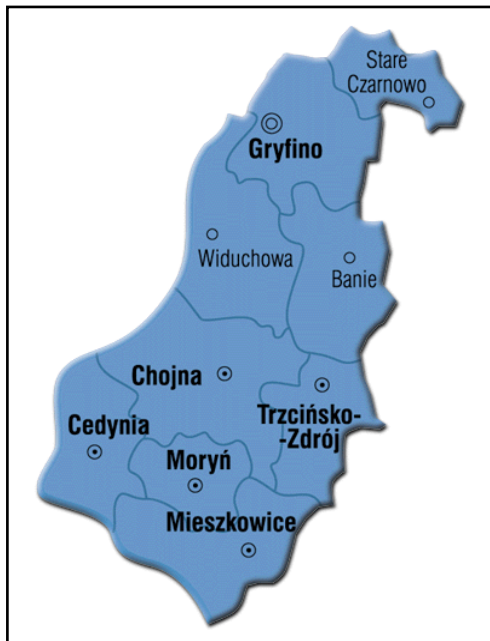 Stare
Czarnowo
Gryfino
Widuchowa
Banie
Chojna
Trzcińsko-
-Zdrój
Cedynia
Moryń
Mieszkowice